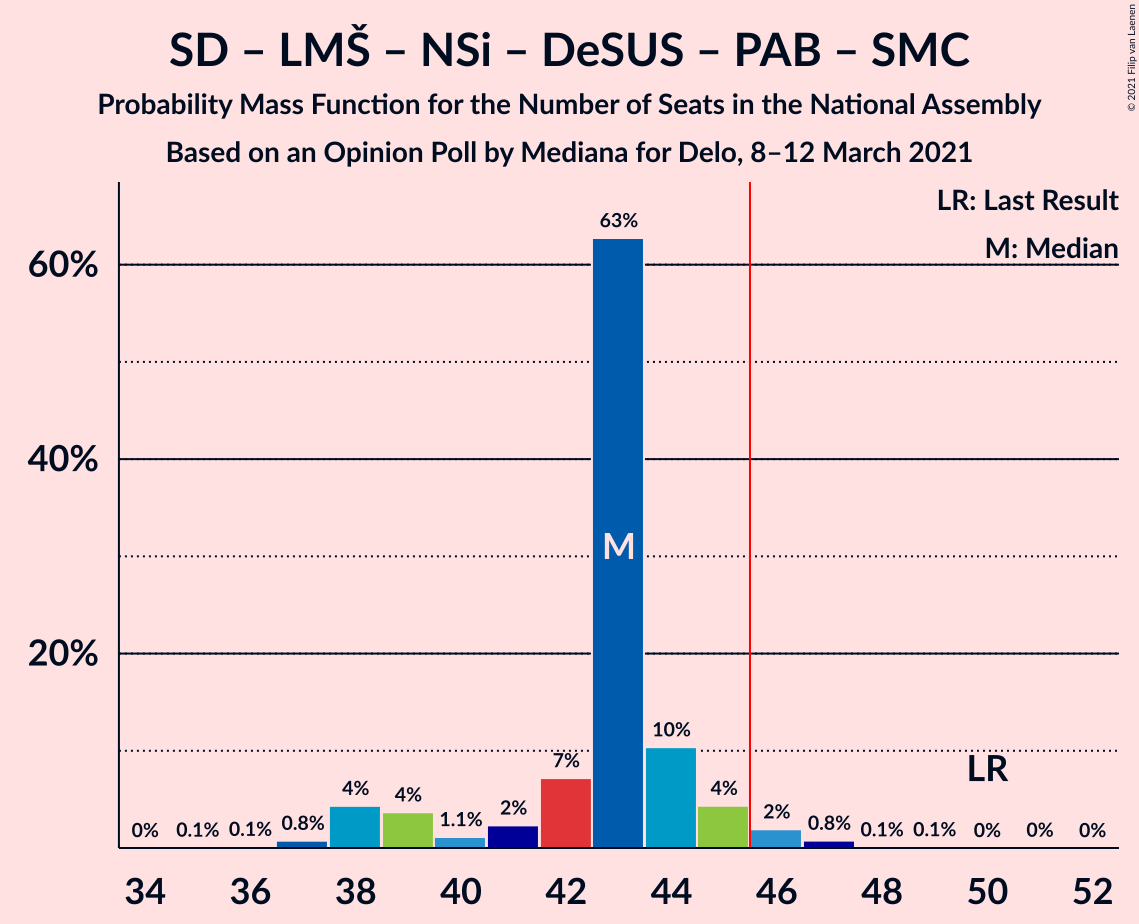 SD – LMŠ – NSi – DeSUS – PAB – SMC
Probability Mass Function for the Number of Seats in the National Assembly
Based on an Opinion Poll by Mediana for Delo, 8–12 March 2021
© 2021 Filip van Laenen
LR: Last Result
M: Median
60%
40%
20%
0% 0.1% 0.1% 0.8% 4% 4% 1.1% 2% 7% 63% 10% 4% 2% 0.8% 0.1% 0.1% 0% 0% 0%
M
LR
34 36 38 40 42 44 46 48 50 52